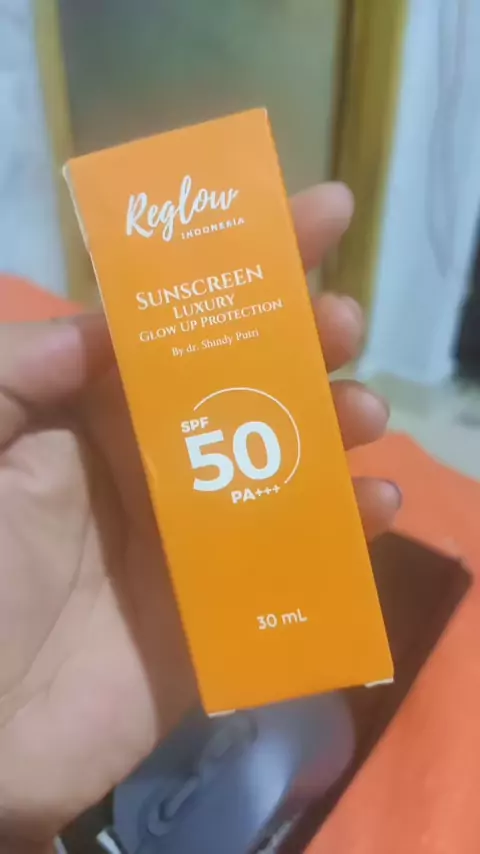 Reglow
INDONESIA
SUNSCREEN
LUXURY
GLOW UP PROTECTION
By dr. Shindy Putri
SPF
50
PA+++
30 mL